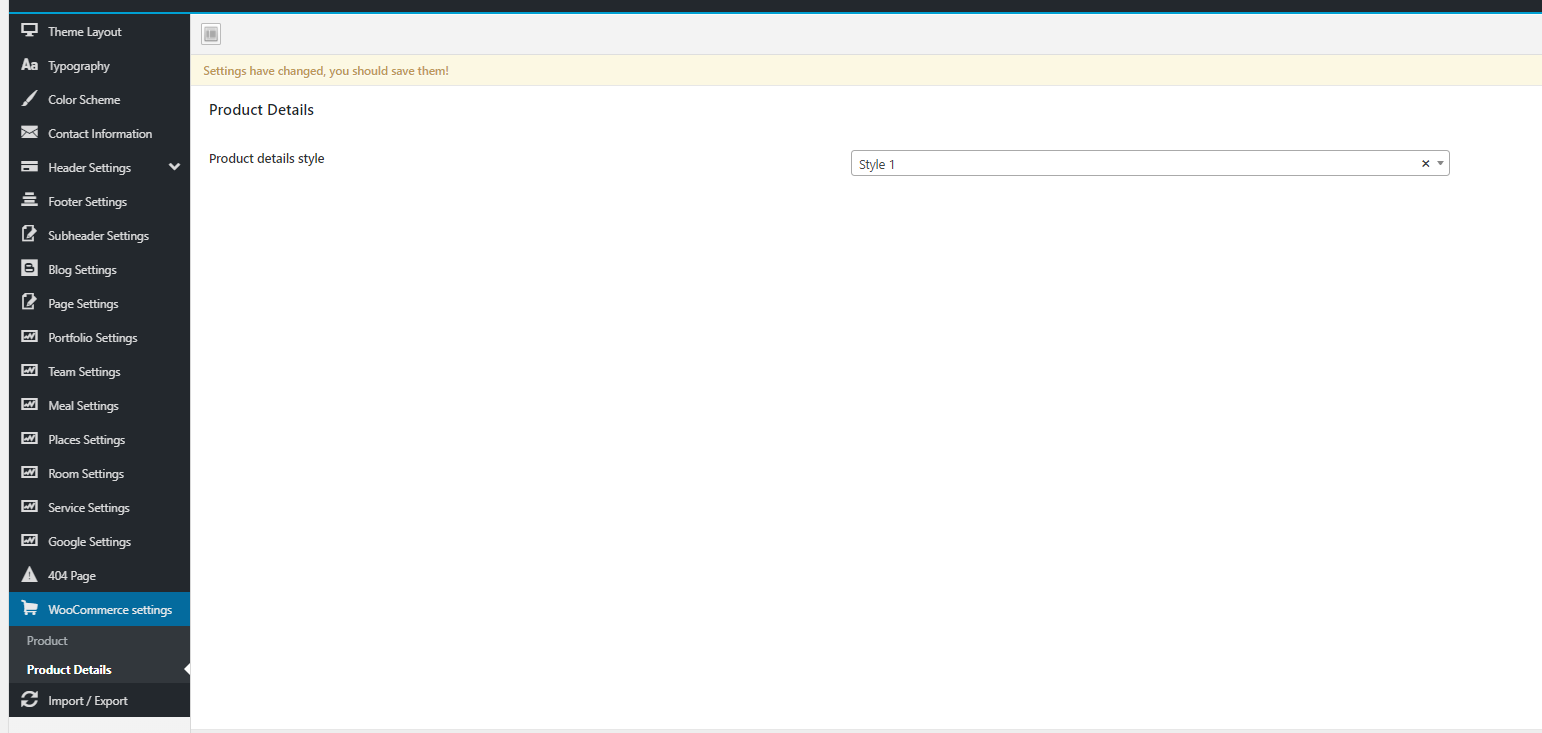 Theme Layout
Aa Typography
Color Scheme
Contact Information
Header Settings
Footer Settings
Subheader Settings
Blog Settings
Page Settings
Portfolio Settings
Team Settings
Meal Settings
Places Settings
Room Settings
Service Settings
Google Settings
404 Page
WooCommerce settings
Product
Product Details
Import / Export
Settings have changed, you should save them!
Product Details
Product details style
Style 1 ×